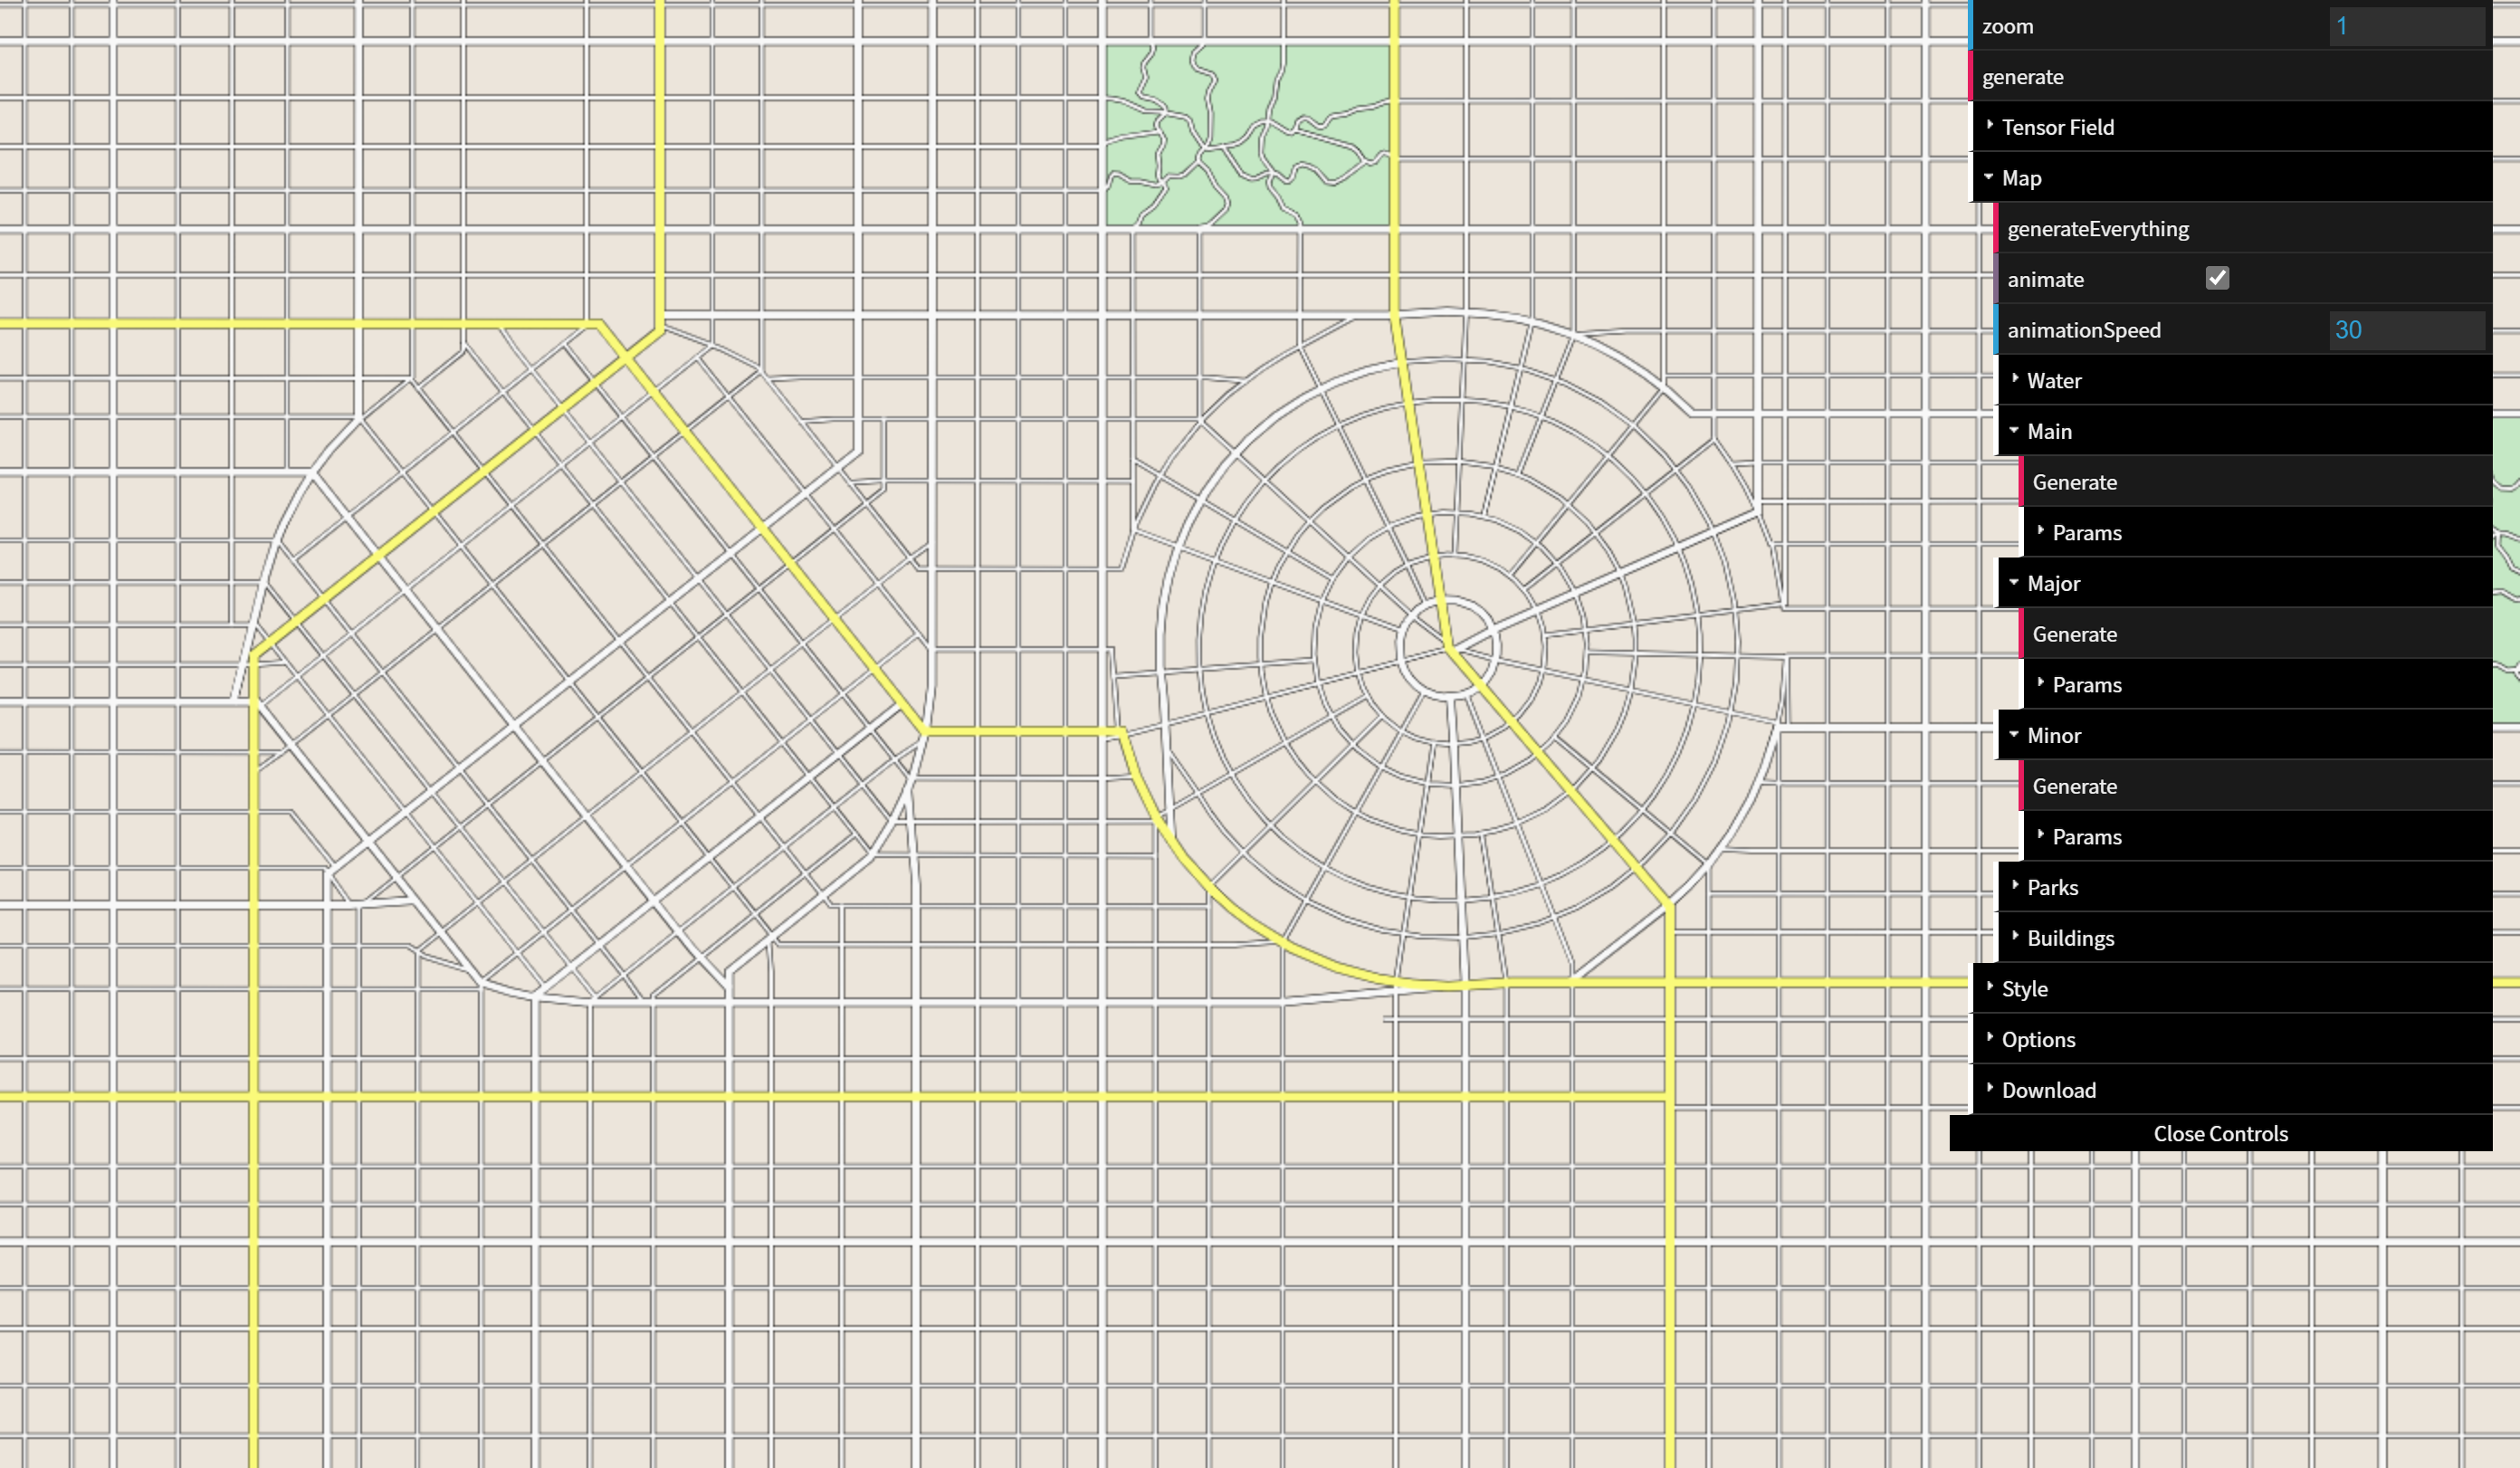 zoom 1
generate
Tensor Field
Map
generateEverything
animate
animationSpeed 30
Water
Main
Generate
Params
Major
Generate
Params
Minor
Generate
Params
Parks
Buildings
Style
Options
Download
Close Controls